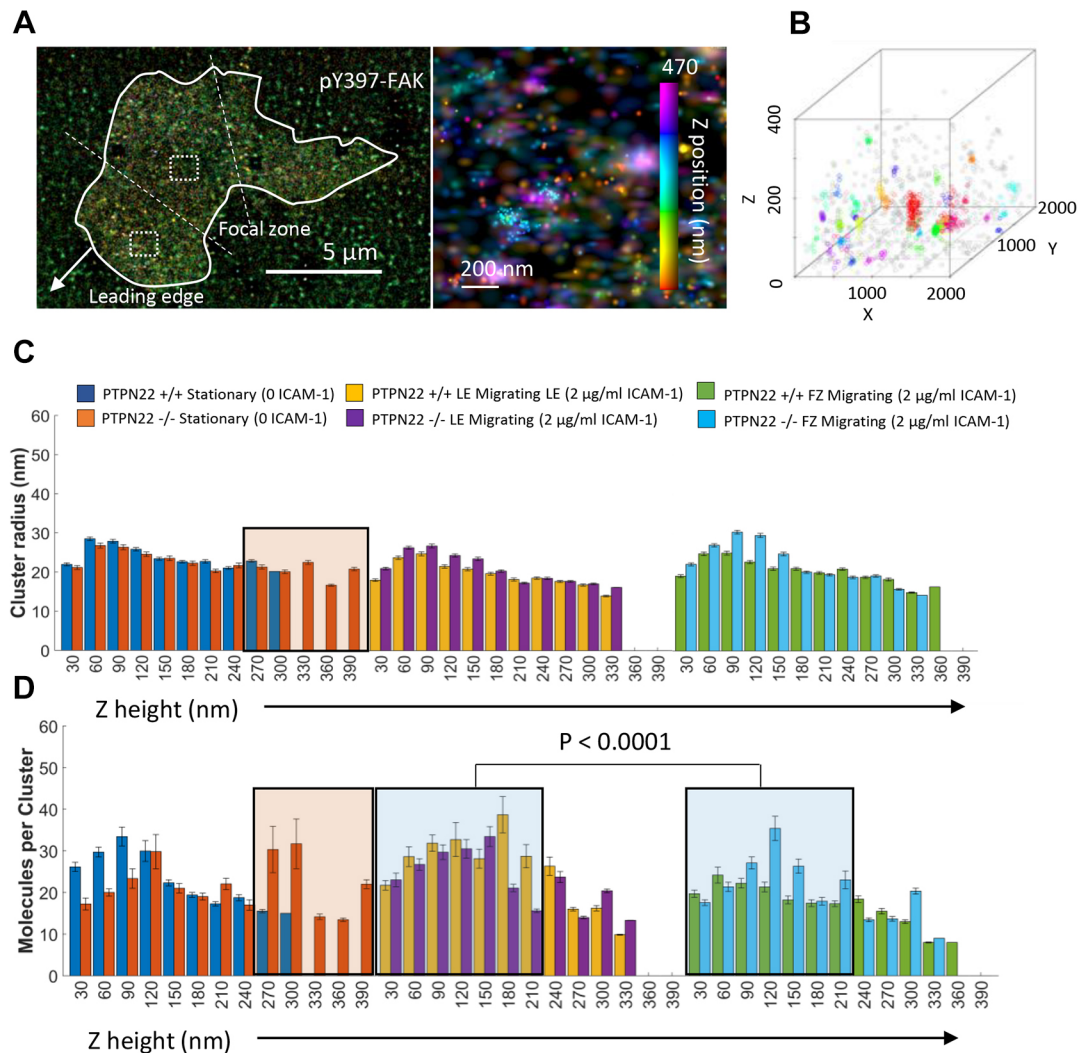 A
pY397-FAK
Focal zone
5 µm
Leading edge
470
Z position (nm)
200 nm
B
400
200
0
Z
1000
2000
X
1000
2000
Y
C
PTPN22 +/+ Stationary (0 ICAM-1)
PTPN22 -/- Stationary (0 ICAM-1)
PTPN22 +/+ LE Migrating LE (2 µg/ml ICAM-1)
PTPN22 -/- LE Migrating (2 µg/ml ICAM-1)
PTPN22 +/+ FZ Migrating (2 µg/ml ICAM-1)
PTPN22 -/- FZ Migrating (2 µg/ml ICAM-1)
Cluster radius (nm)
60
50
40
30
20
10
0
30 60 90 120 150 180 210 240 270 300 330 360 390 30 60 90 120 150 180 210 240 270 300 330 360 390 30 60 90 120 150 180 210 240 270 300 330 360 390
Z height (nm)
D
P < 0.0001
Molecules per Cluster
60
50
40
30
20
10
0
30 60 90 120 150 180 210 240 270 300 330 360 390 30 60 90 120 150 180 210 240 270 300 330 360 390 30 60 90 120 150 180 210 240 270 300 330 360 390
Z height (nm)